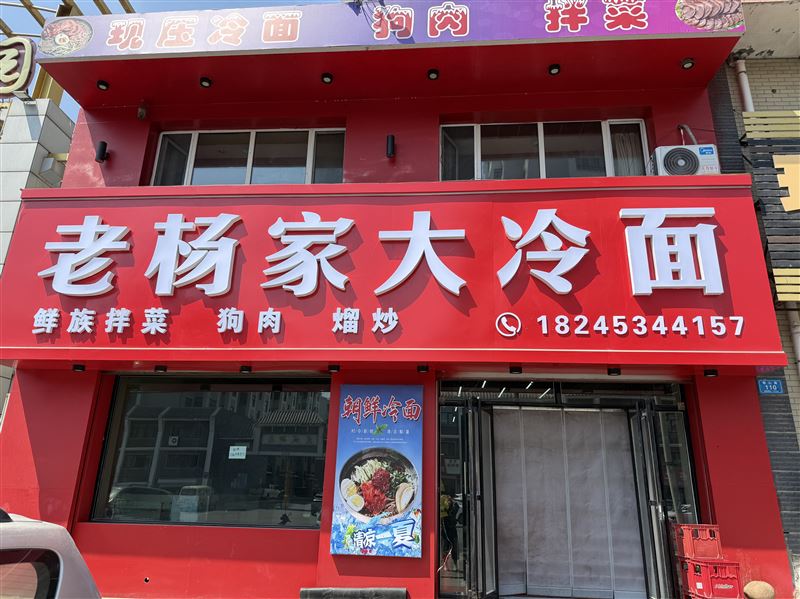 现压冷面 狗肉 拌菜
老杨家大冷面
鲜族拌菜 狗肉 熘炒 18245344157
朝鲜冷面
清凉一夏
110